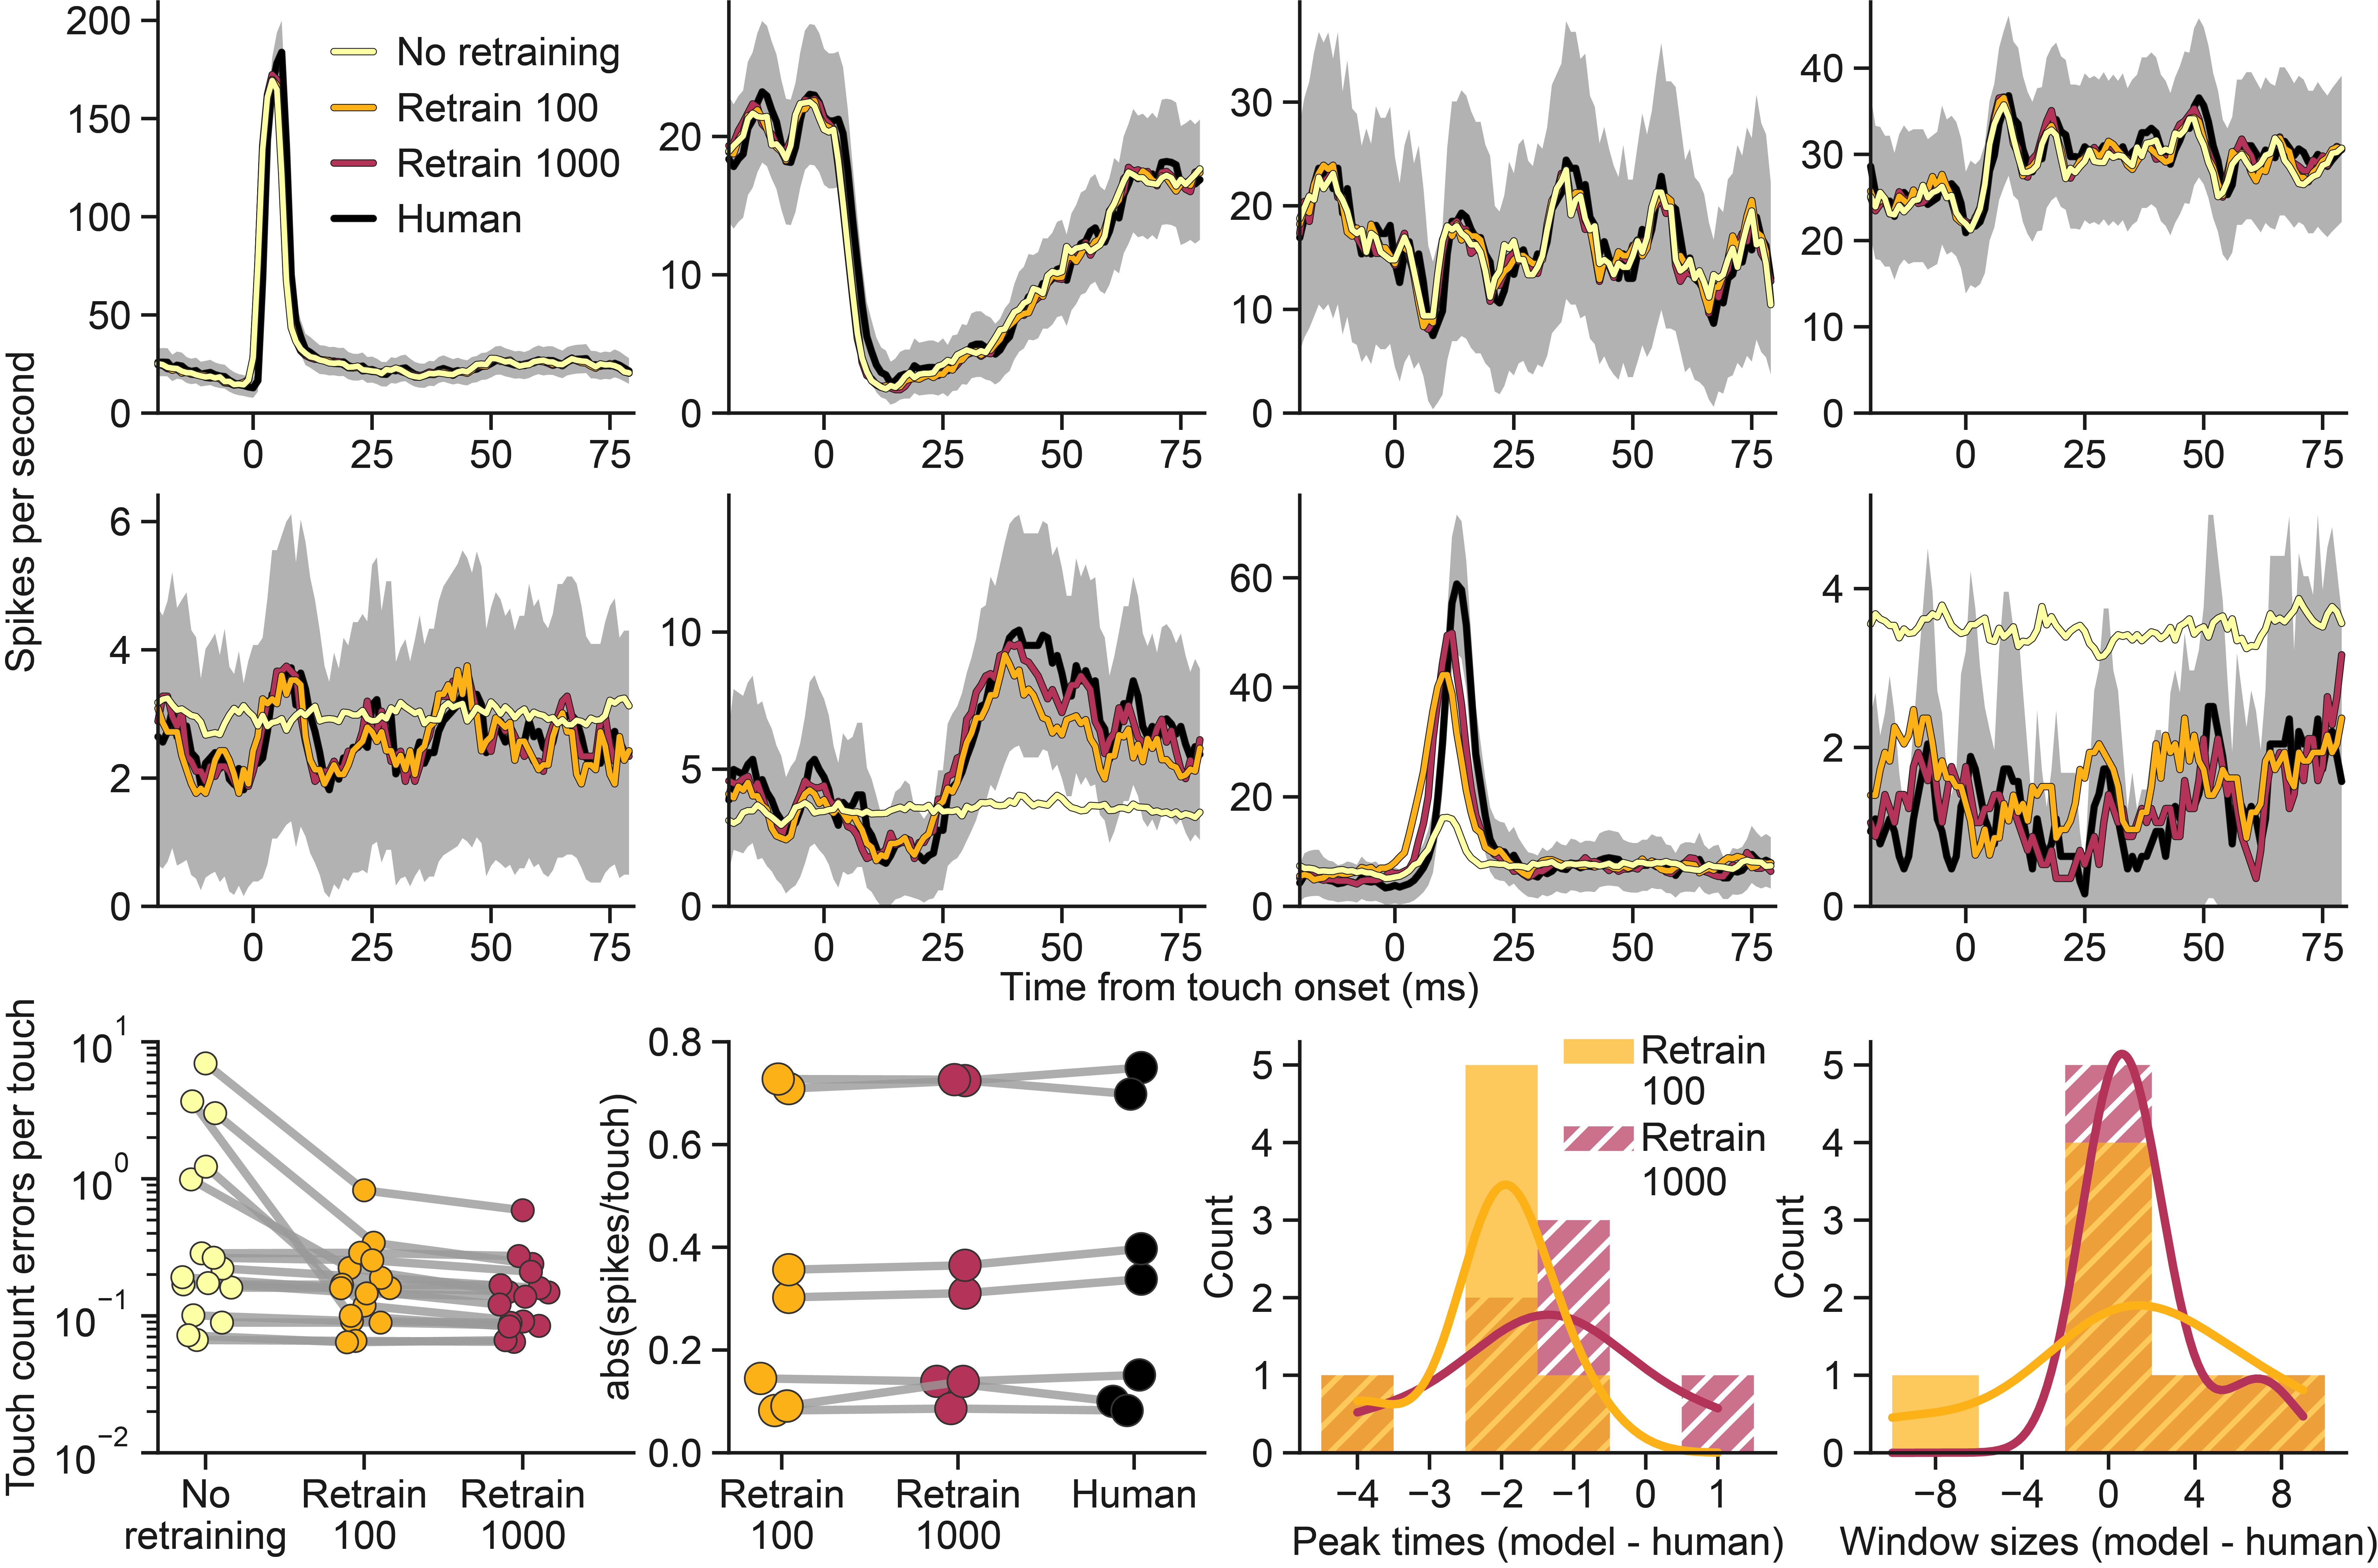 Spikes per second
200
150
100
50
0
0 25 50 75
No retraining
Retrain 100
Retrain 1000
Human
20
10
0
0 25 50 75
30
20
10
0
0 25 50 75
40
30
20
10
0
0 25 50 75
6
4
2
0
0 25 50 75
10
5
0
0 25 50 75
60
40
20
0
0 25 50 75
4
2
0
0 25 50 75
Time from touch onset (ms)
Touch count errors per touch
10¹
10⁰
10⁻¹
10⁻²
No
retraining
Retrain
100
Retrain
1000
abs(spikes/touch)
0.8
0.6
0.4
0.2
0.0
Retrain
100
Retrain
1000
Human
Count
5
4
3
2
1
0
−4 −3 −2 −1 0 1
Peak times (model - human)
Retrain
100
Retrain
1000
Count
5
4
3
2
1
0
−8 −4 0 4 8
Window sizes (model - human)